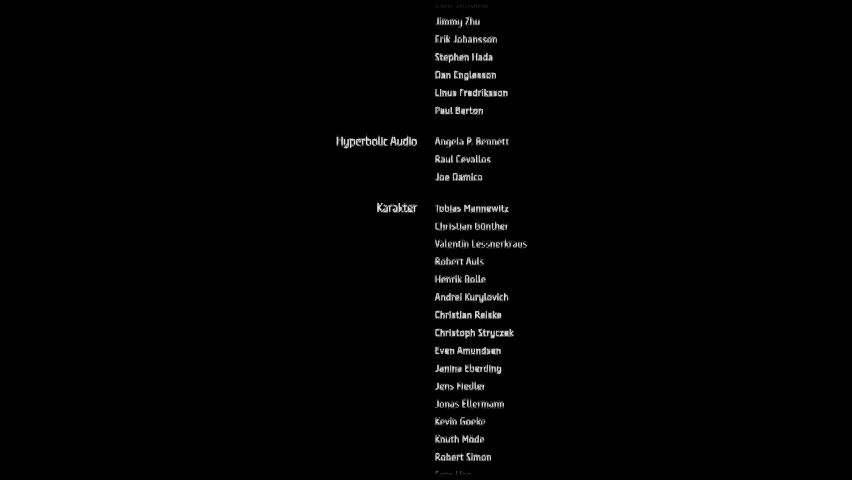 Jimmy Zhu
Erik Johansson
Stephen Hada
Dan Englesson
Linus Fredriksson
Paul Barton
Hyperbolic Audio Angela P. Bennett
Raul Cevallos
Joe Damico
Karakter Tobias Mannewitz
Christian Günther
Valentin Lessnerkraus
Robert Auls
Henrik Bolle
Andrei Kurylovich
Christian Reiske
Christoph Stryczek
Even Amundsen
Janina Eberding
Jens Fiedler
Jonas Ellermann
Kevin Goeke
Knuth Möde
Robert Simon